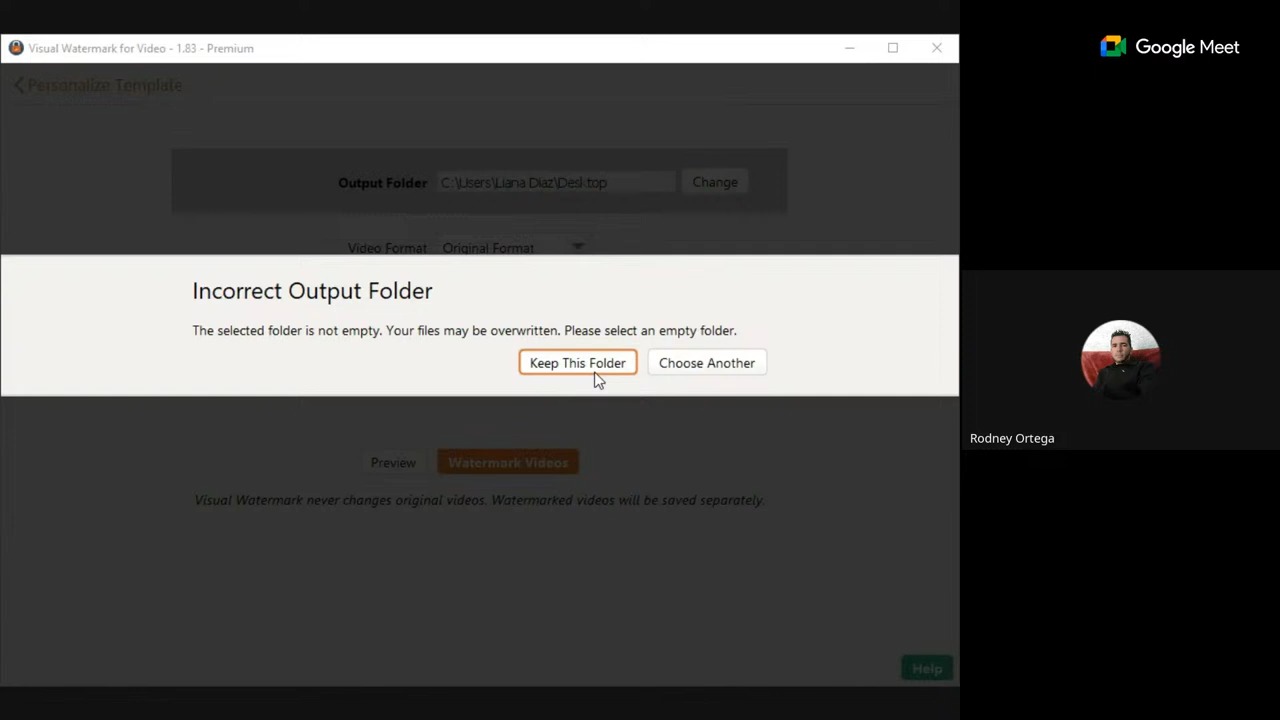 Visual Watermark for Video - 1.83 - Premium
Google Meet
Personalize Template
Output Folder C:\Users\Liana Diaz\Desktop Change
Video Format Original Format
Incorrect Output Folder
The selected folder is not empty. Your files may be overwritten. Please select an empty folder.
Keep This Folder Choose Another
Rodney Ortega
Preview Watermark Videos
Visual Watermark never changes original videos. Watermarked videos will be saved separately.
Help